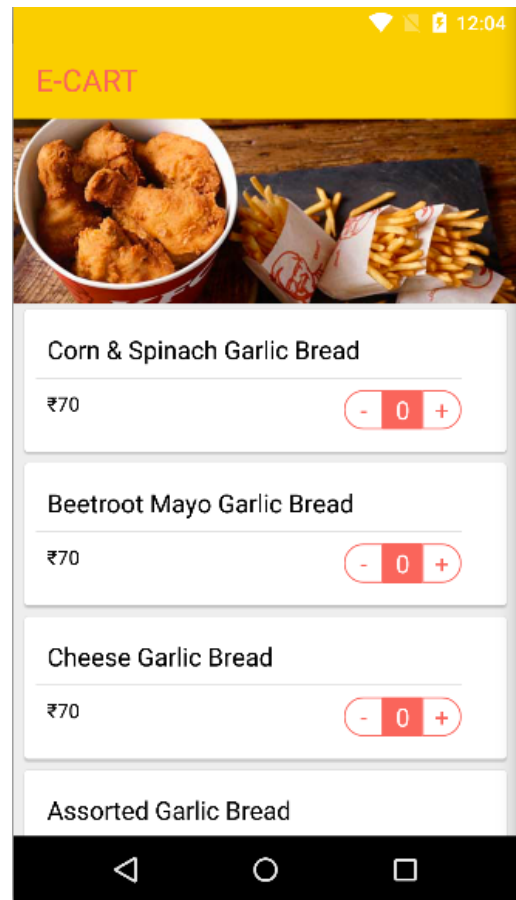 12:04
E-CART
KFC
Corn & Spinach Garlic Bread
₹70
- 0 +
Beetroot Mayo Garlic Bread
₹70
- 0 +
Cheese Garlic Bread
₹70
- 0 +
Assorted Garlic Bread